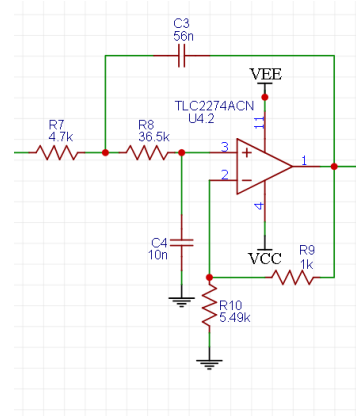 C3
56n
VEE
TLC2274ACN
U4.2
11
R7
4.7k
R8
36.5k
3
1
2
4
C4
10n
VCC
R9
1k
R10
5.49k